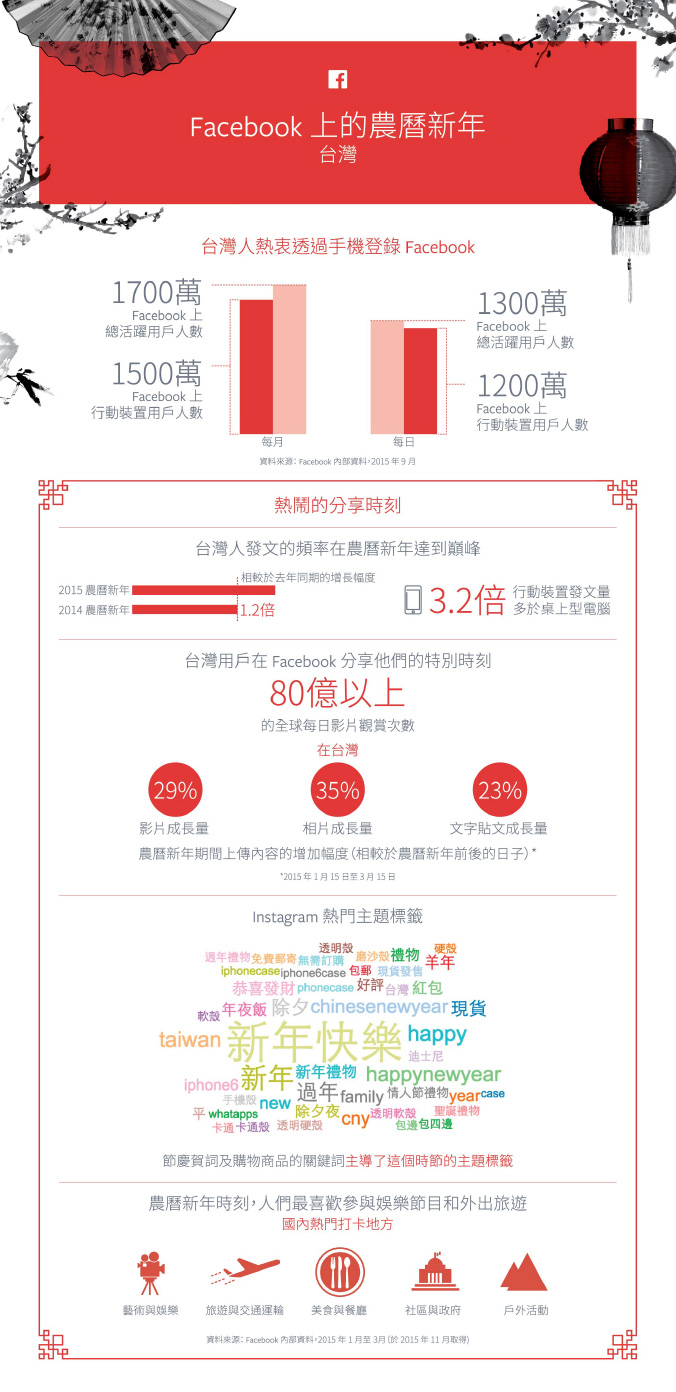 Facebook 上的農曆新年
台灣
台灣人熱衷透過手機登錄 Facebook
1700萬
Facebook 上
總活躍用戶人數
1500萬
Facebook 上
行動裝置用戶人數
每月
1300萬
Facebook 上
總活躍用戶人數
1200萬
Facebook 上
行動裝置用戶人數
每日
資料來源：Facebook 內部資料，2015 年 9 月
熱鬧的分享時刻
台灣人發文的頻率在農曆新年達到巔峰
相較於去年同期的增長幅度
2015 農曆新年
2014 農曆新年
1.2倍
3.2倍
行動裝置發文量
多於桌上型電腦
台灣用戶在 Facebook 分享他們的特別時刻
80億以上
的全球每日影片觀賞次數
在台灣
29%
35%
23%
影片成長量
相片成長量
文字貼文成長量
農曆新年期間上傳內容的增加幅度（相較於農曆新年前後的日子）*
*2015 年 1 月 15 日至 3 月 15 日
Instagram 熱門主題標籤
透明殼 硬殼
週年禮物 免費郵寄 無需訂購 磨沙殼 禮物 羊年
iphonecase iphone6case 包郵 現貨發售
恭喜發財 phonecase 好評 台灣 紅包
軟殼 年夜飯 除夕 chinesenewyear 現貨
taiwan 新年快樂 happy
迪士尼
iphone6 新年 新年禮物 happynewyear
手機殼 new 過年 family 情人節禮物 year case
平 whatapps 除夕夜 cny 透明軟殼 聖誕禮物
卡通 卡通殼 透明硬殼 包邊 包四邊
節慶賀詞及購物商品的關鍵詞主導了這個時節的主題標籤
農曆新年時刻，人們最喜歡參與娛樂節目和外出旅遊
國內熱門打卡地方
藝術與娛樂
旅遊與交通運輸
美食與餐廳
社區與政府
戶外活動
資料來源：Facebook 內部資料，2015 年 1 月至 3月（於 2015 年 11 月取得）